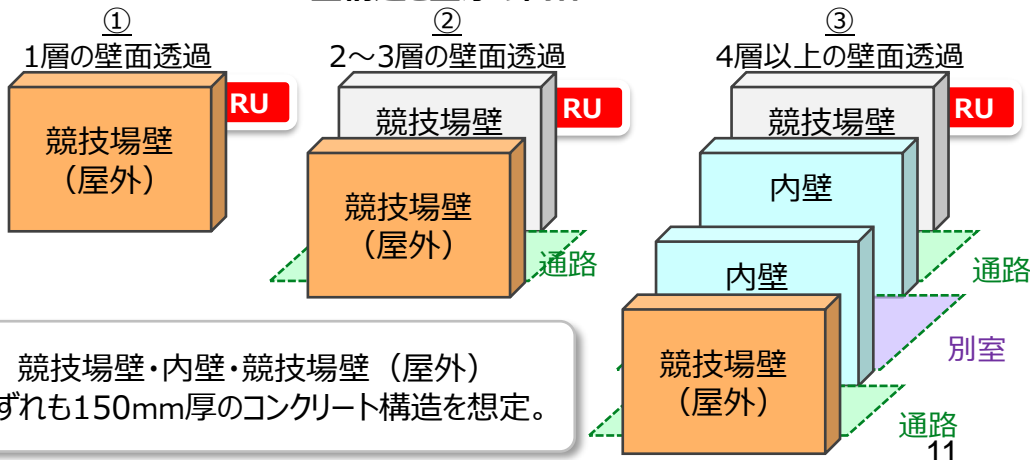 ①
1層の壁面透過
RU
競技場壁
（屋外）
②
2～3層の壁面透過
RU
競技場壁
競技場壁
（屋外）
通路
③
4層以上の壁面透過
RU
競技場壁
内壁
通路
内壁
別室
競技場壁
（屋外）
通路
競技場壁・内壁・競技場壁（屋外）
ずれも150mm厚のコンクリート構造を想定。
11